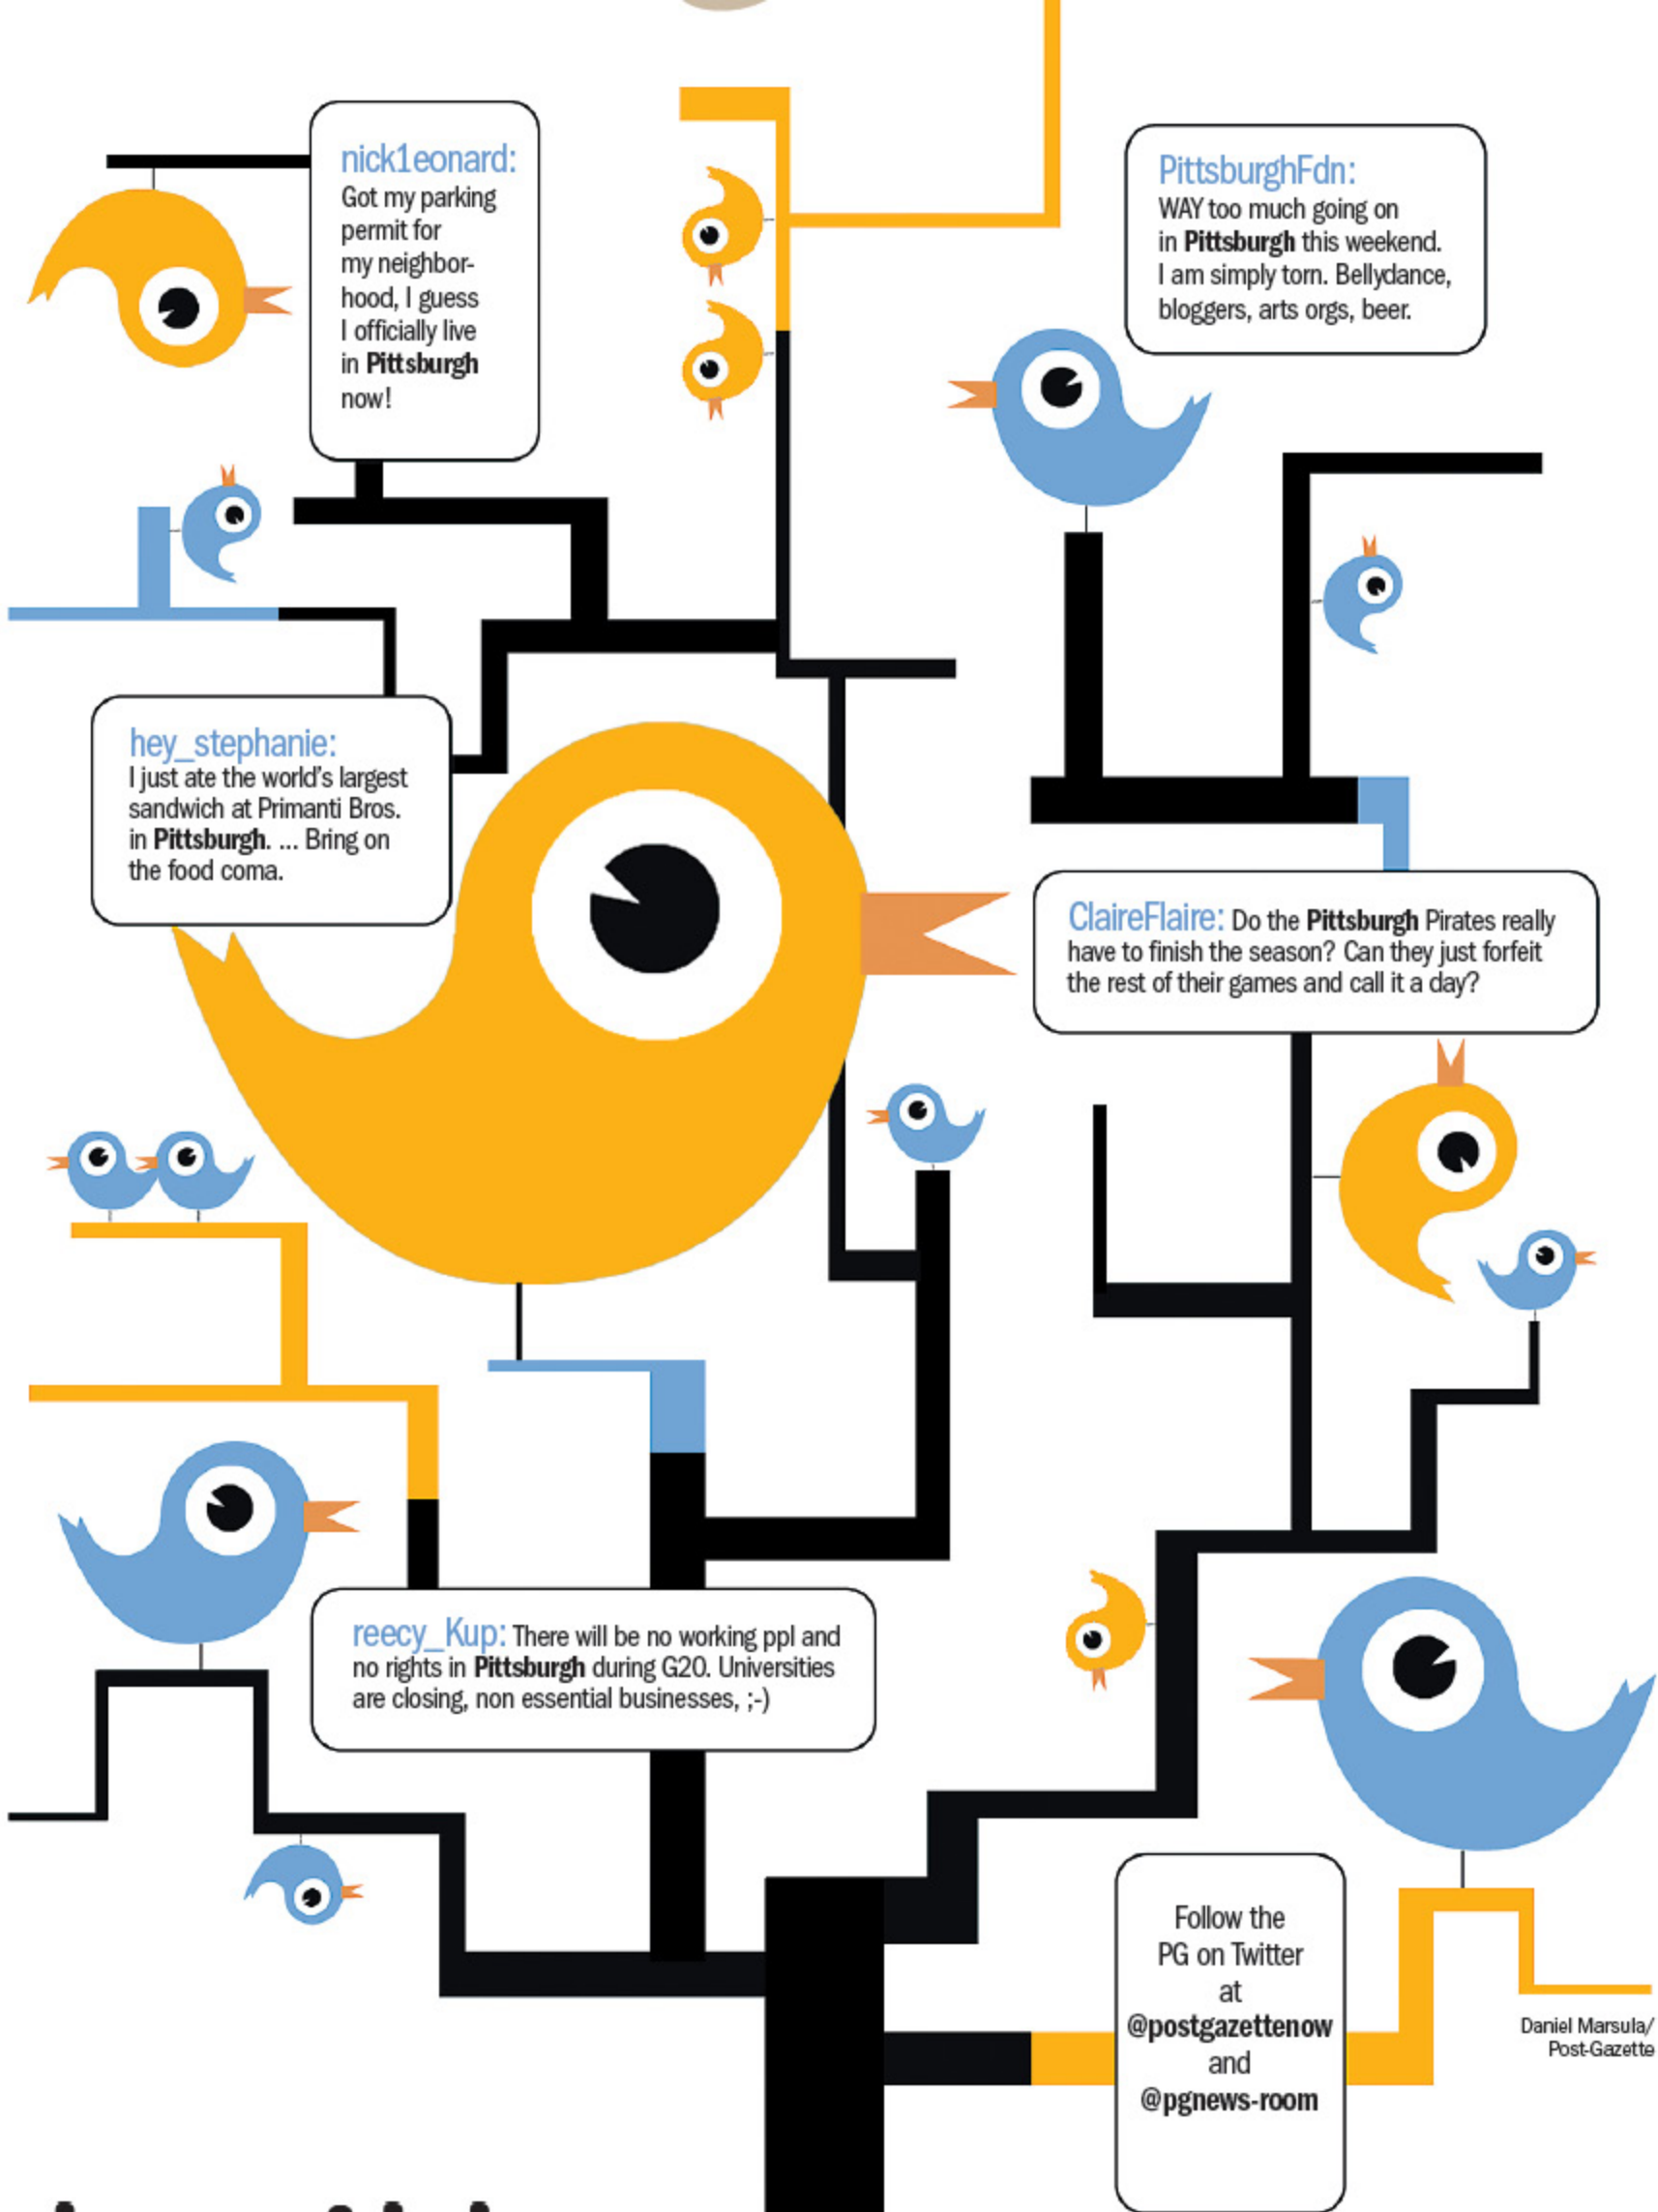 nick1eonard:
Got my parking
permit for
my neighbor-
hood, I guess
I officially live
in Pittsburgh
now!
PittsburghFdn:
WAY too much going on
in Pittsburgh this weekend.
I am simply torn. Bellydance,
bloggers, arts orgs, beer.
hey_stephanie:
I just ate the world's largest
sandwich at Primanti Bros.
in Pittsburgh. ... Bring on
the food coma.
ClaireFlaire: Do the Pittsburgh Pirates really
have to finish the season? Can they just forfeit
the rest of their games and call it a day?
reecy_Kup: There will be no working ppl and
no rights in Pittsburgh during G20. Universities
are closing, non essential businesses, ;-)
Follow the
PG on Twitter
at
@postgazettenow
and
@pgnews-room
Daniel Marsula/
Post-Gazette